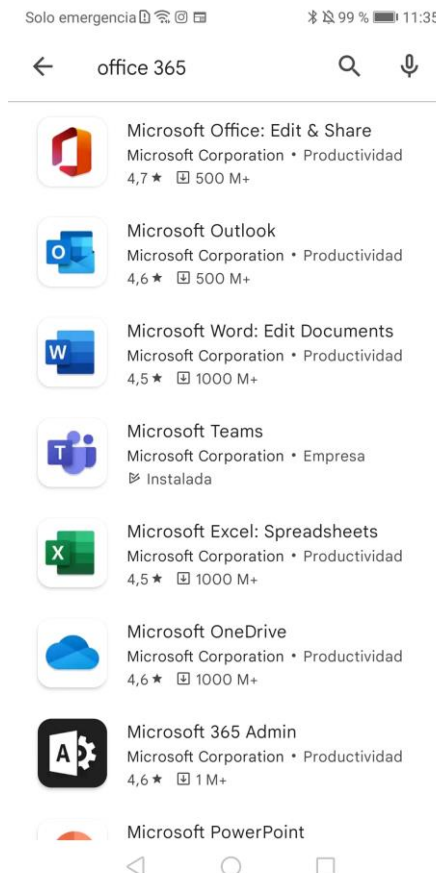 Solo emergencia 99 % 11:35
office 365
Microsoft Office: Edit & Share
Microsoft Corporation • Productividad
4,7 ★ 500 M+
Microsoft Outlook
Microsoft Corporation • Productividad
4,6 ★ 500 M+
Microsoft Word: Edit Documents
Microsoft Corporation • Productividad
4,5 ★ 1000 M+
Microsoft Teams
Microsoft Corporation • Empresa
Instalada
Microsoft Excel: Spreadsheets
Microsoft Corporation • Productividad
4,5 ★ 1000 M+
Microsoft OneDrive
Microsoft Corporation • Productividad
4,6 ★ 1000 M+
Microsoft 365 Admin
Microsoft Corporation • Productividad
4,6 ★ 1 M+
Microsoft PowerPoint